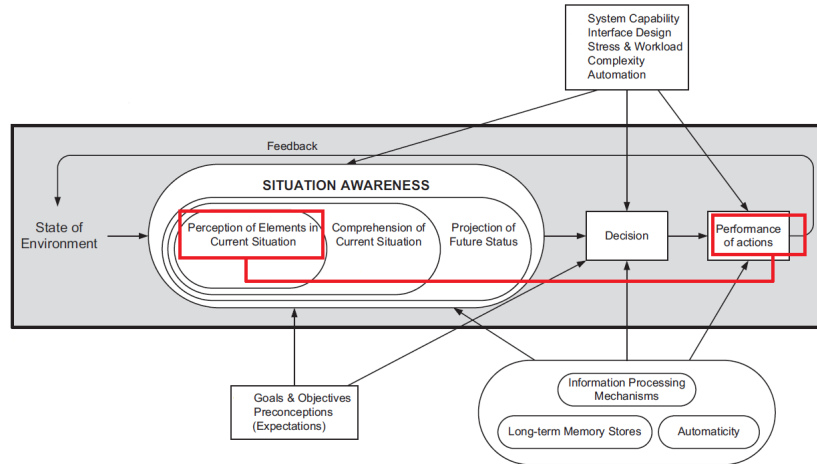 System Capability
Interface Design
Stress & Workload
Complexity
Automation
Feedback
SITUATION AWARENESS
State of
Environment
Perception of Elements in
Current Situation
Comprehension of
Current Situation
Projection of
Future Status
Decision
Performance
of actions
Goals & Objectives
Preconceptions
(Expectations)
Information Processing
Mechanisms
Long-term Memory Stores
Automaticity